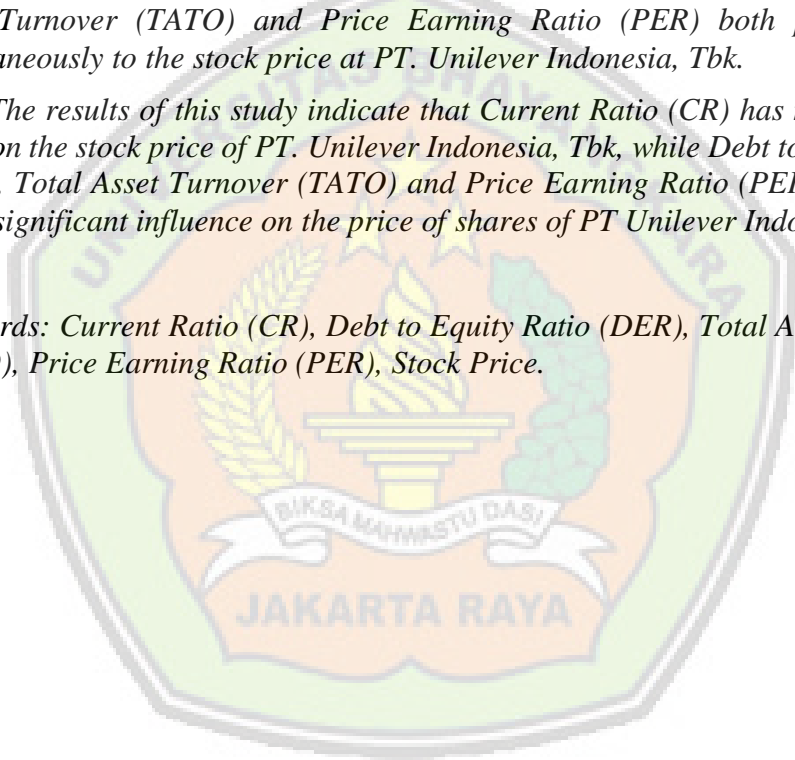 Turnover (TATO) and Price Earning Ratio (PER) both p
aneously to the stock price at PT. Unilever Indonesia, Tbk.
The results of this study indicate that Current Ratio (CR) has
on the stock price of PT. Unilever Indonesia, Tbk, while Debt to
, Total Asset Turnover (TATO) and Price Earning Ratio (PER
significant influence on the price of shares of PT Unilever Indo
rds: Current Ratio (CR), Debt to Equity Ratio (DER), Total A
), Price Earning Ratio (PER), Stock Price.
UNIVERSITAS BHAYANGKARA
BIKSA MAHWASTU DASI
JAKARTA RAYA